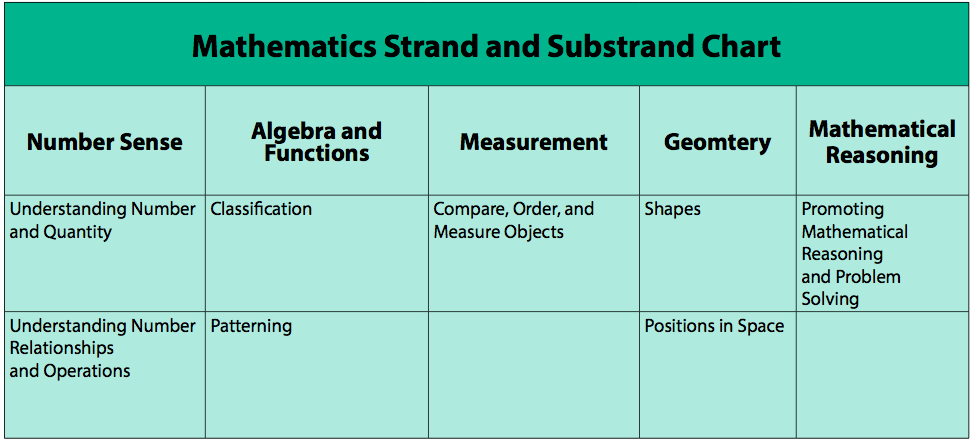 Mathematics Strand and Substrand Chart
Number Sense
Algebra and
Functions
Measurement
Geomtery
Mathematical
Reasoning
Understanding Number
and Quantity
Classification
Compare, Order, and
Measure Objects
Shapes
Promoting
Mathematical
Reasoning
and Problem
Solving
Understanding Number
Relationships
and Operations
Patterning
Positions in Space